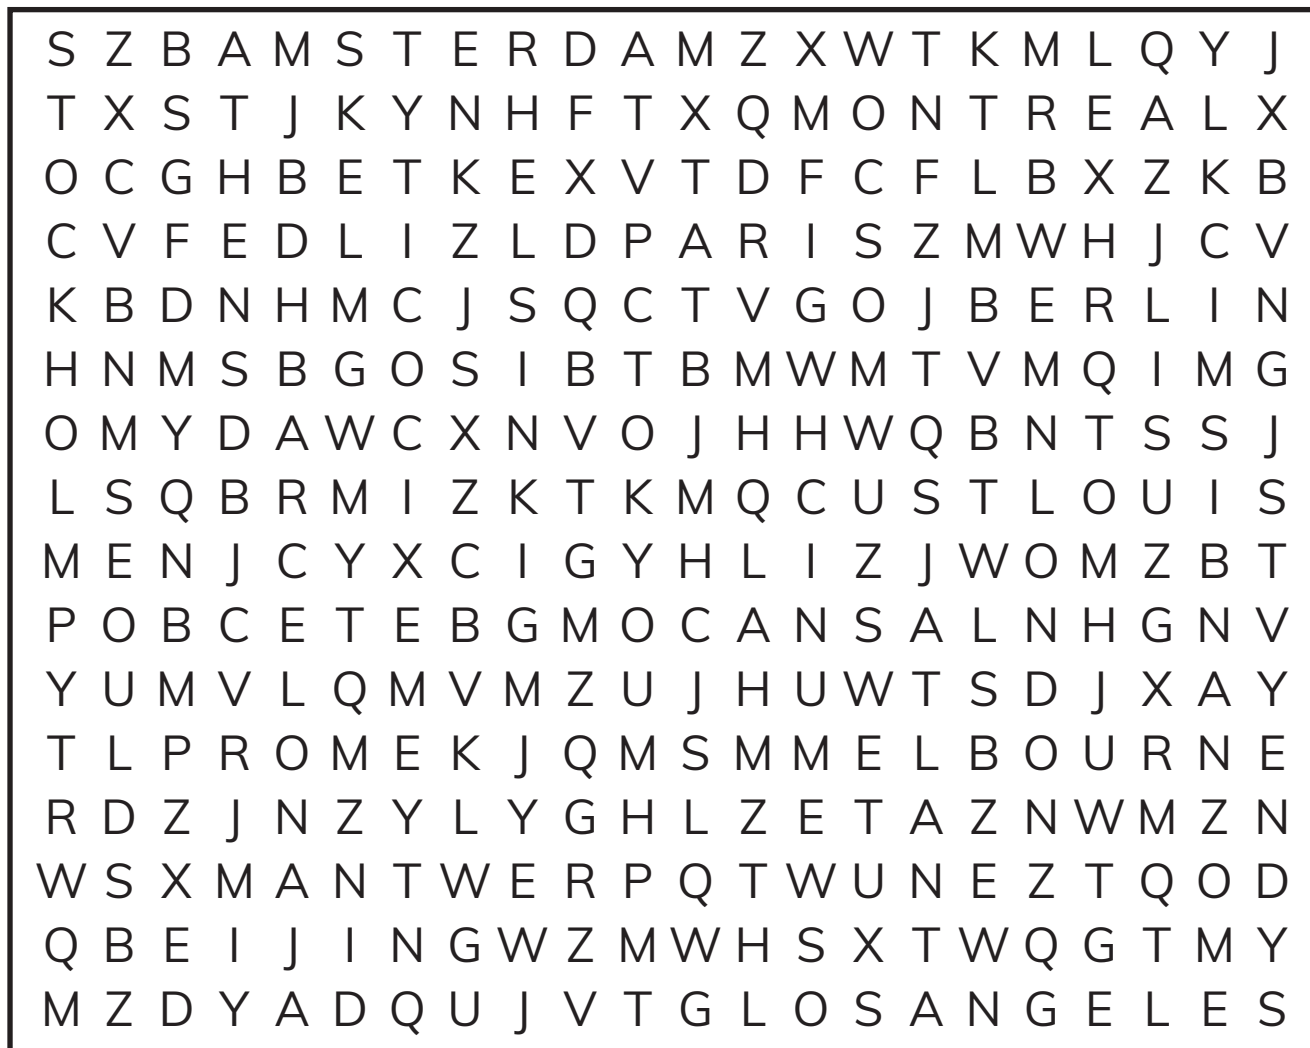 S Z B A M S T E R D A M Z X W T K M L Q Y J
T X S T J K Y N H F T X Q M O N T R E A L X
O C G H B E T K E X V T D F C F L B X Z K B
C V F E D L I Z L D P A R I S Z M W H J C V
K B D N H M C J S Q C T V G O J B E R L I N
H N M S B G O S I B T B M W M T V M Q I M G
O M Y D A W C X N V O J H H W Q B N T S S J
L S Q B R M I Z K T K M Q C U S T L O U I S
M E N J C Y X C I G Y H L I Z J W O M Z B T
P O B C E T E B G M O C A N S A L N H G N V
Y U M V L Q M V M Z U J H U W T S D J X A Y
T L P R O M E K J Q M S M M E L B O U R N E
R D Z J N Z Y L Y G H L Z E T A Z N W M Z N
W S X M A N T W E R P Q T W U N E Z T Q O D
Q B E I J I N G W Z M W H S X T W Q G T M Y
M Z D Y A D Q U J V T G L O S A N G E L E S